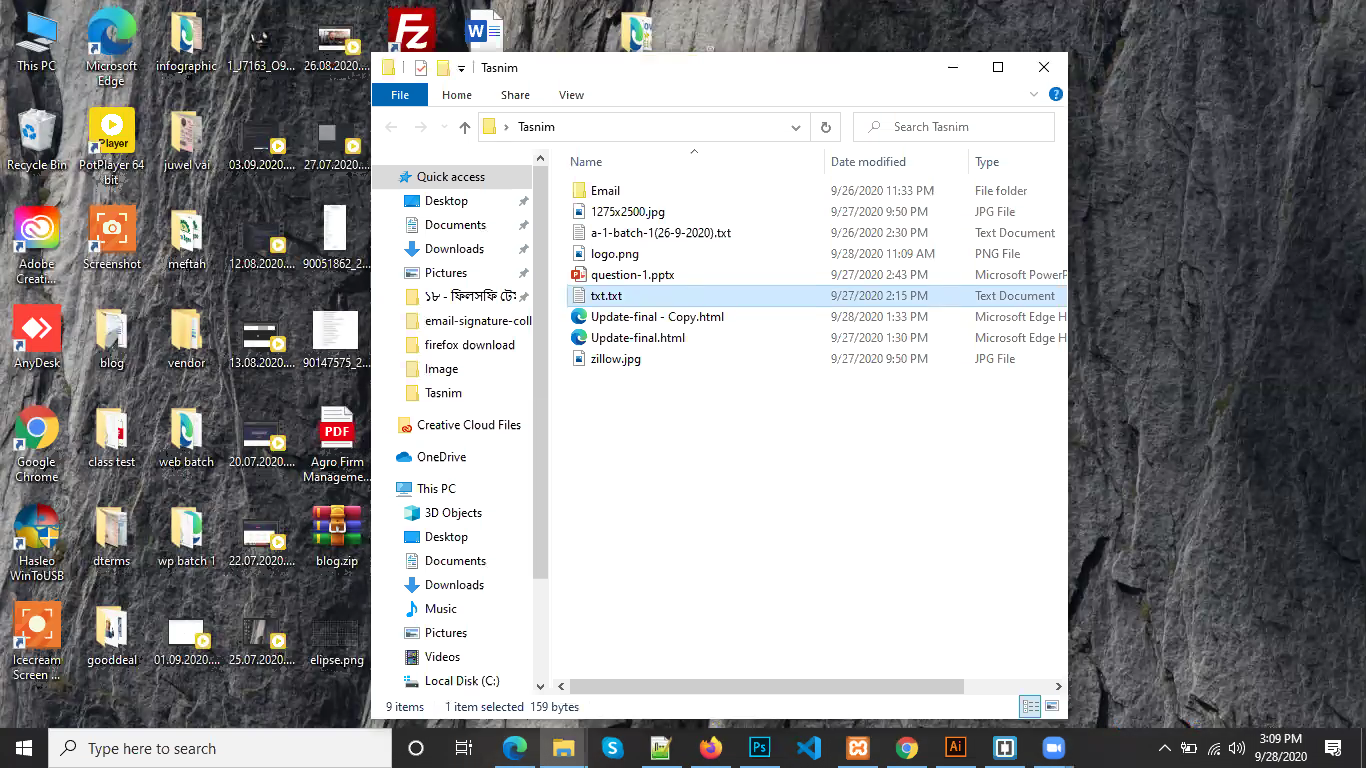 This PC
Microsoft
Edge
infographic
1_J7163_O9...
26.08.2020....
Recycle Bin
PotPlayer 64
bit
juwel vai
03.09.2020....
27.07.2020....
Adobe
Creati...
Screenshot
meftah
12.08.2020....
90051862_2...
AnyDesk
blog
vendor
13.08.2020....
90147575_2...
Google
Chrome
class test
web batch
20.07.2020....
PDF
Agro Firm
Manageme...
Hasleo
WinToUSB
dterms
wp batch 1
22.07.2020....
blog.zip
Icecream
Screen ...
gooddeal
01.09.2020....
25.07.2020....
elipse.png
Tasnim
File Home Share View
Tasnim
Search Tasnim
Quick access
Desktop
Documents
Downloads
Pictures
১৮ - ফিলসফি টেঃ
email-signature-coll
firefox download
Image
Tasnim
Creative Cloud Files
OneDrive
This PC
3D Objects
Desktop
Documents
Downloads
Music
Pictures
Videos
Local Disk (C:)
Name Date modified Type
Email 9/26/2020 11:33 PM File folder
1275x2500.jpg 9/27/2020 9:50 PM JPG File
a-1-batch-1(26-9-2020).txt 9/26/2020 2:30 PM Text Document
logo.png 9/28/2020 11:09 AM PNG File
question-1.pptx 9/27/2020 2:43 PM Microsoft PowerP
txt.txt 9/27/2020 2:15 PM Text Document
Update-final - Copy.html 9/28/2020 1:33 PM Microsoft Edge H
Update-final.html 9/27/2020 1:30 PM Microsoft Edge H
zillow.jpg 9/27/2020 9:50 PM JPG File
9 items 1 item selected 159 bytes
Type here to search
3:09 PM
9/28/2020